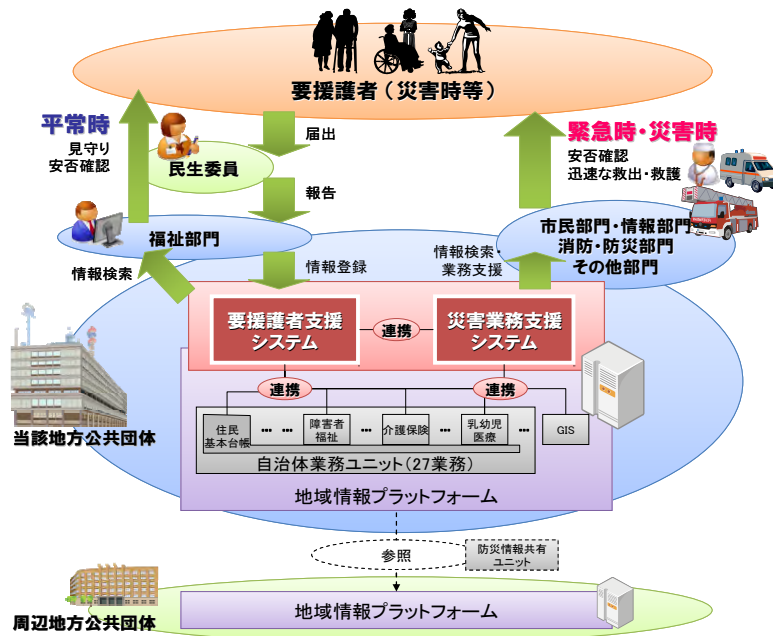 要援護者（災害時等）
平常時
見守り
安否確認
民生委員
届出
報告
緊急時・災害時
安否確認
迅速な救出・救護
福祉部門
市民部門・情報部門
消防・防災部門
その他部門
情報検索
情報登録
情報検索・
業務支援
要援護者支援
システム
連携
災害業務支援
システム
連携
連携
住民
基本台帳
… …
障害者
福祉
…
介護保険
…
乳幼児
医療
…
GIS
自治体業務ユニット（27業務）
地域情報プラットフォーム
当該地方公共団体
参照
防災情報共有
ユニット
地域情報プラットフォーム
周辺地方公共団体